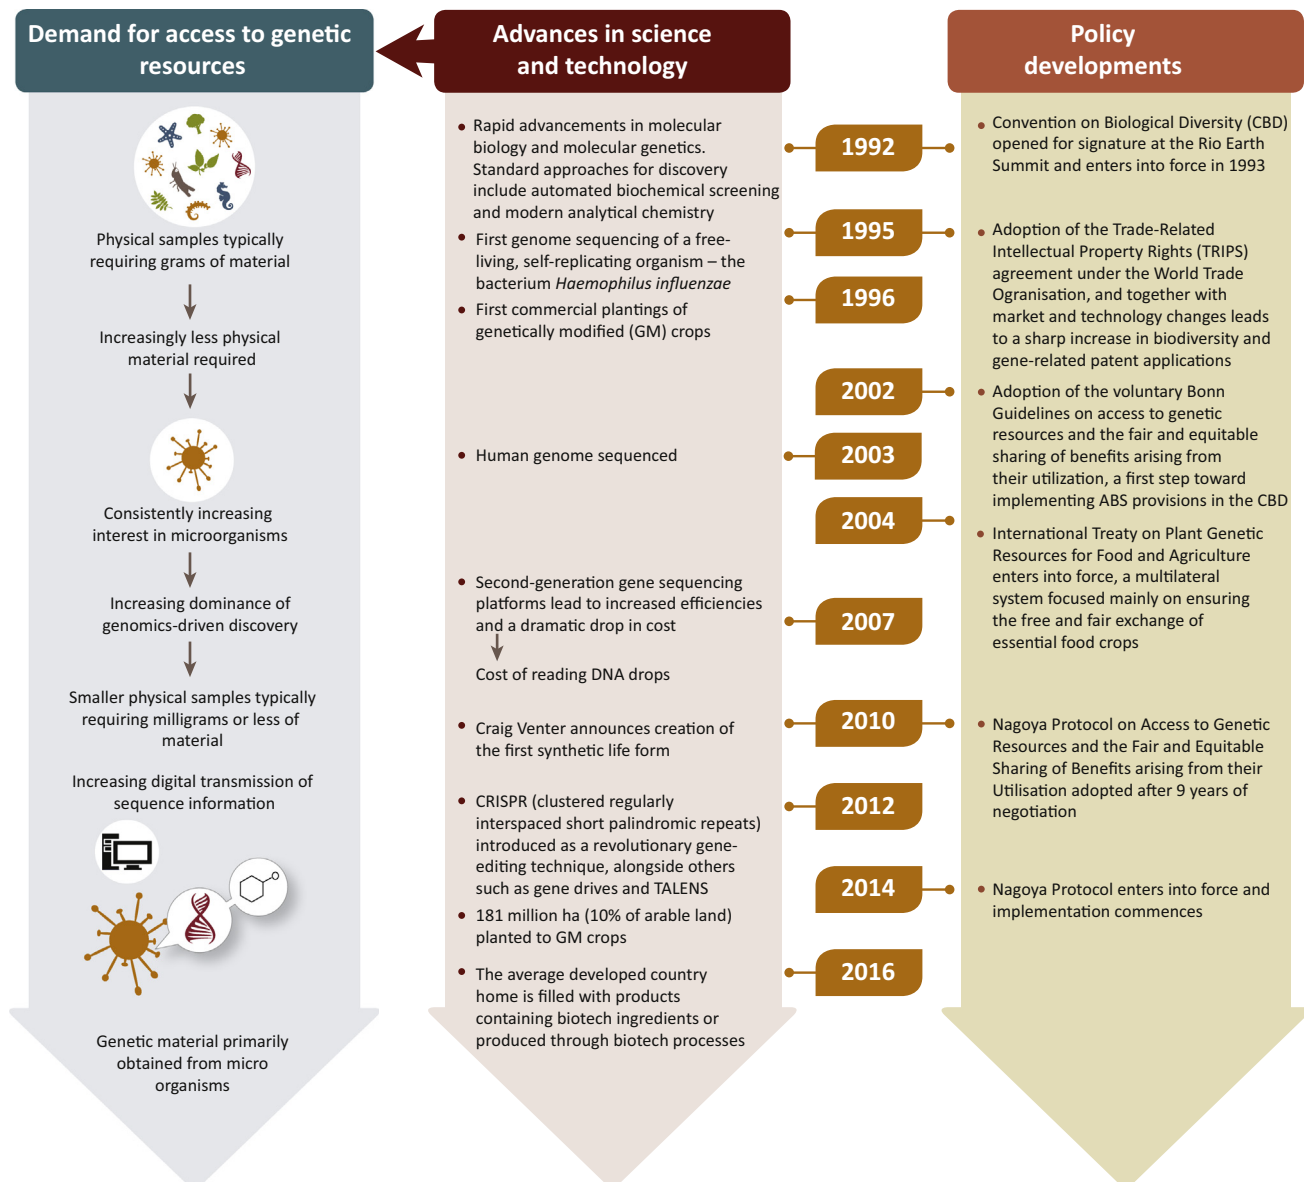 Demand for access to genetic
resources
Physical samples typically
requiring grams of material
Increasingly less physical
material required
Consistently increasing
interest in microorganisms
Increasing dominance of
genomics-driven discovery
Smaller physical samples typically
requiring milligrams or less of
material
Increasing digital transmission of
sequence information
Genetic material primarily
obtained from micro
organisms
Advances in science
and technology
• Rapid advancements in molecular
biology and molecular genetics.
Standard approaches for discovery
include automated biochemical screening
and modern analytical chemistry
• First genome sequencing of a free-
living, self-replicating organism – the
bacterium Haemophilus influenzae
• First commercial plantings of
genetically modified (GM) crops
• Human genome sequenced
• Second-generation gene sequencing
platforms lead to increased efficiencies
and a dramatic drop in cost
Cost of reading DNA drops
• Craig Venter announces creation of
the first synthetic life form
• CRISPR (clustered regularly
interspaced short palindromic repeats)
introduced as a revolutionary gene-
editing technique, alongside others
such as gene drives and TALENS
• 181 million ha (10% of arable land)
planted to GM crops
• The average developed country
home is filled with products
containing biotech ingredients or
produced through biotech processes
1992
1995
1996
2002
2003
2004
2007
2010
2012
2014
2016
Policy
developments
• Convention on Biological Diversity (CBD)
opened for signature at the Rio Earth
Summit and enters into force in 1993
• Adoption of the Trade-Related
Intellectual Property Rights (TRIPS)
agreement under the World Trade
Ogranisation, and together with
market and technology changes leads
to a sharp increase in biodiversity and
gene-related patent applications
• Adoption of the voluntary Bonn
Guidelines on access to genetic
resources and the fair and equitable
sharing of benefits arising from
their utilization, a first step toward
implementing ABS provisions in the CBD
• International Treaty on Plant Genetic
Resources for Food and Agriculture
enters into force, a multilateral
system focused mainly on ensuring
the free and fair exchange of
essential food crops
• Nagoya Protocol on Access to Genetic
Resources and the Fair and Equitable
Sharing of Benefits arising from their
Utilisation adopted after 9 years of
negotiation
• Nagoya Protocol enters into force and
implementation commences